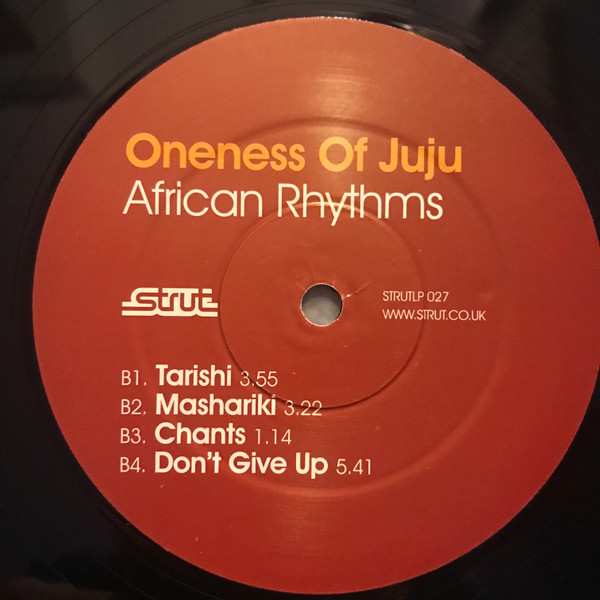 Oneness Of Juju
African Rhythms
Strut
STRUTLP 027
WWW.STRUT.CO.UK
B1. Tarishi 3.55
B2. Mashariki 3.22
B3. Chants 1.14
B4. Don't Give Up 5.41